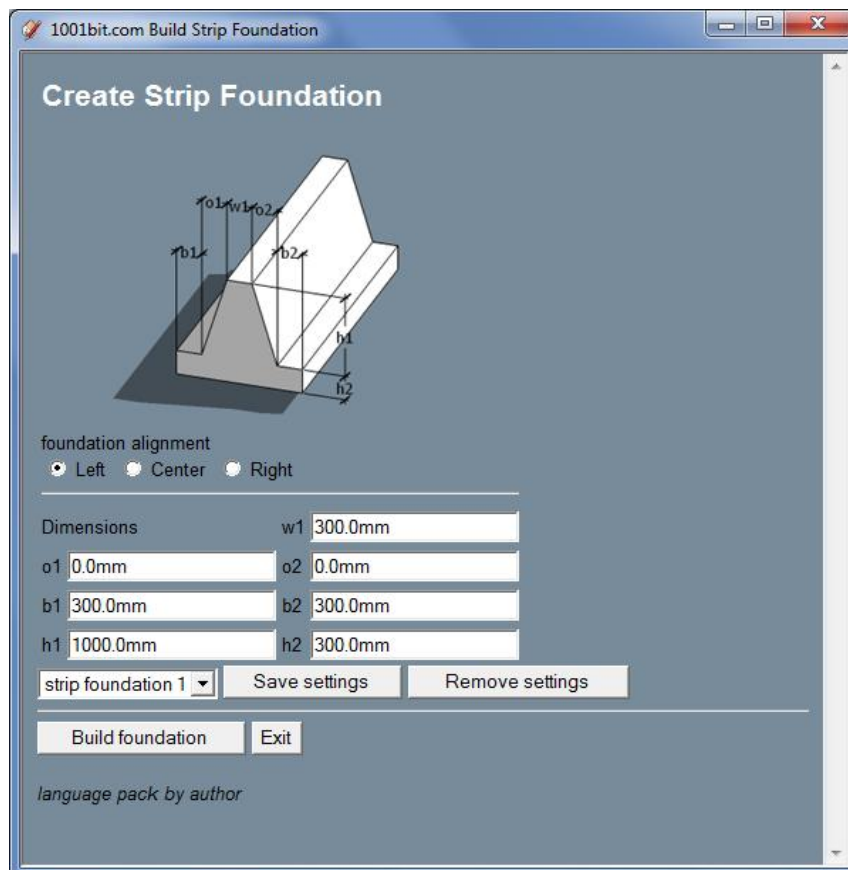 1001bit.com Build Strip Foundation
Create Strip Foundation
o1 w1 o2
b1 b2
h1
h2
foundation alignment
Left Center Right
Dimensions w1 300.0mm
o1 0.0mm o2 0.0mm
b1 300.0mm b2 300.0mm
h1 1000.0mm h2 300.0mm
strip foundation 1 Save settings Remove settings
Build foundation Exit
language pack by author